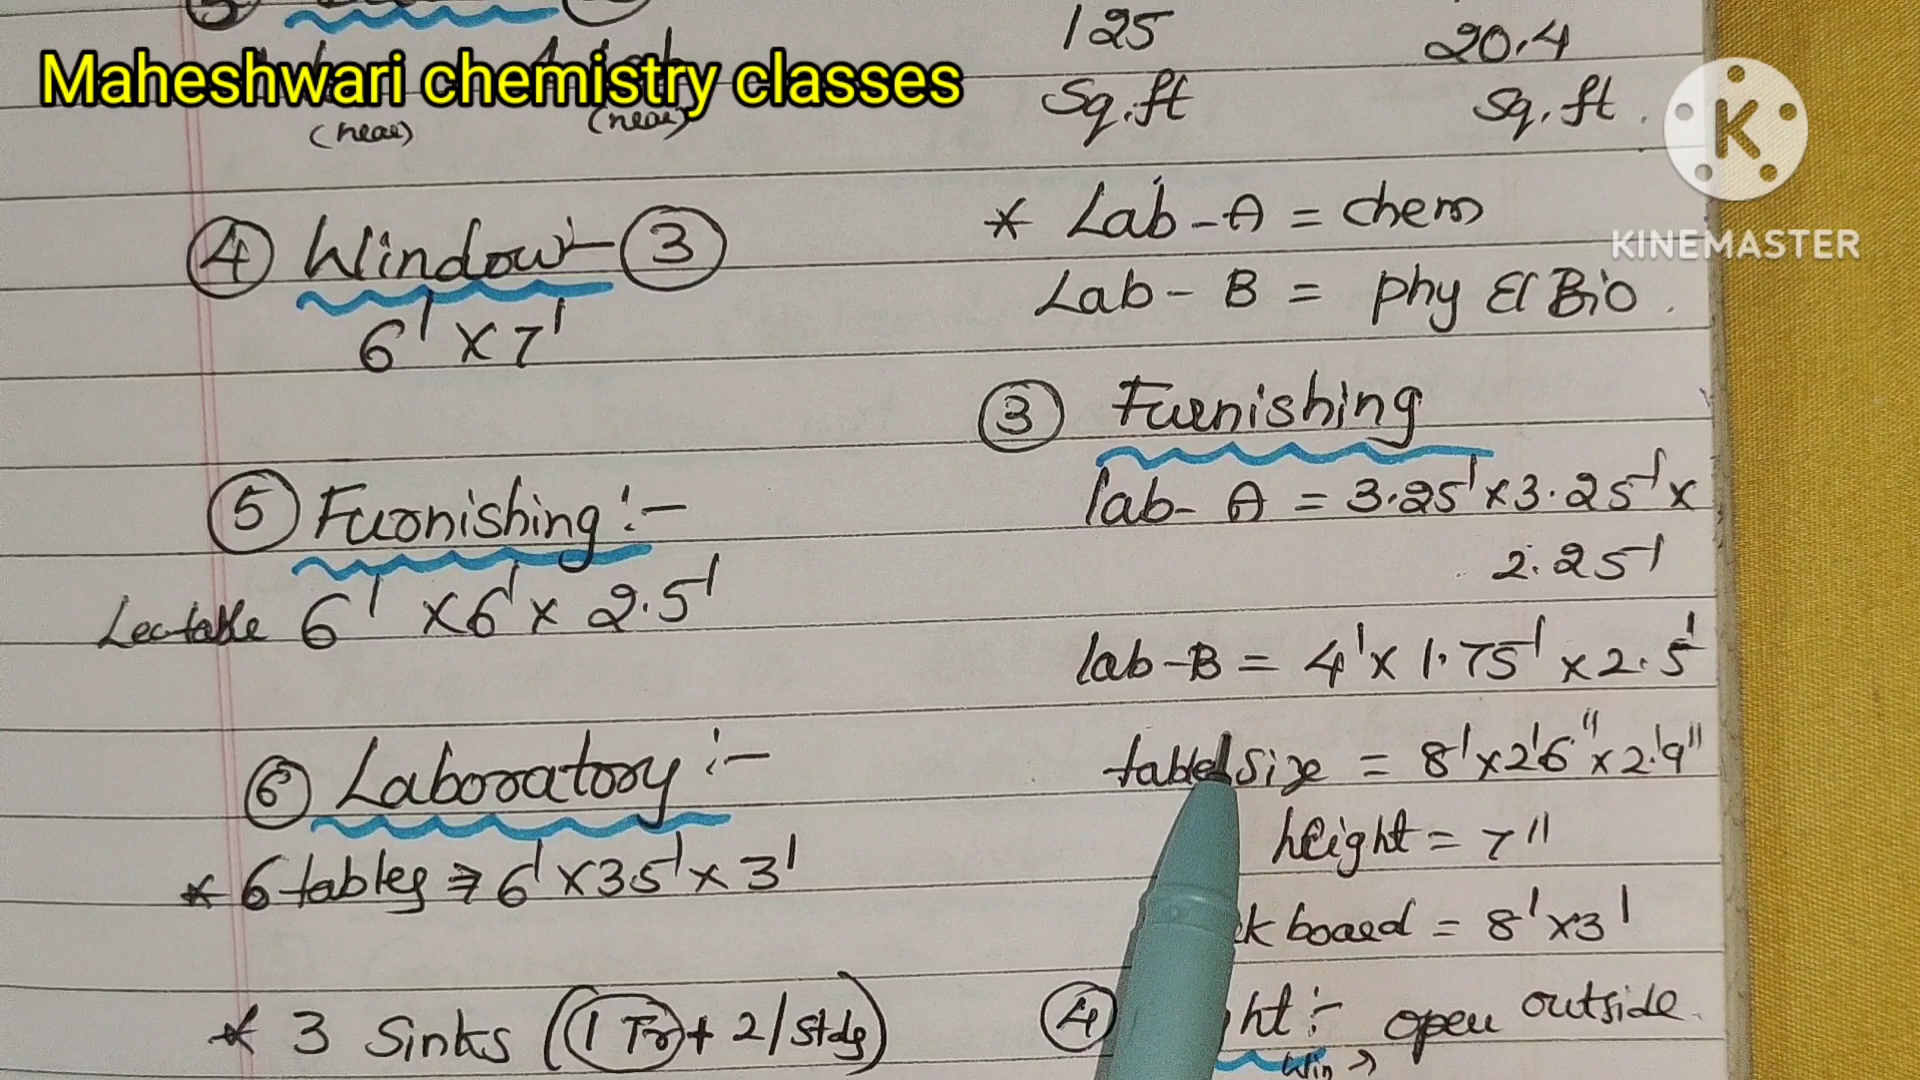 Maheshwari chemistry classes
(near)
(near)
④ Window - ③
6' x 7'
⑤ Furnishing :-
Lec table 6' x 6' x 2.5'
⑥ Laboratory :-
* 6 tables ⇒ 6' x 3.5' x 3'
* 3 Sinks (1 Tr + 2/Stds)
125
Sq.ft
20.4
Sq.ft.
* Lab - A = chem
Lab - B = phy & Bio.
③ Furnishing
lab - A = 3.25' x 3.25' x
2.25'
lab - B = 4' x 1.75' x 2.5'
table size = 8' x 2'6" x 2'9"
height = 7"
k board = 8' x 3'
④ ht :- open outside.
win →
K
KINEMASTER